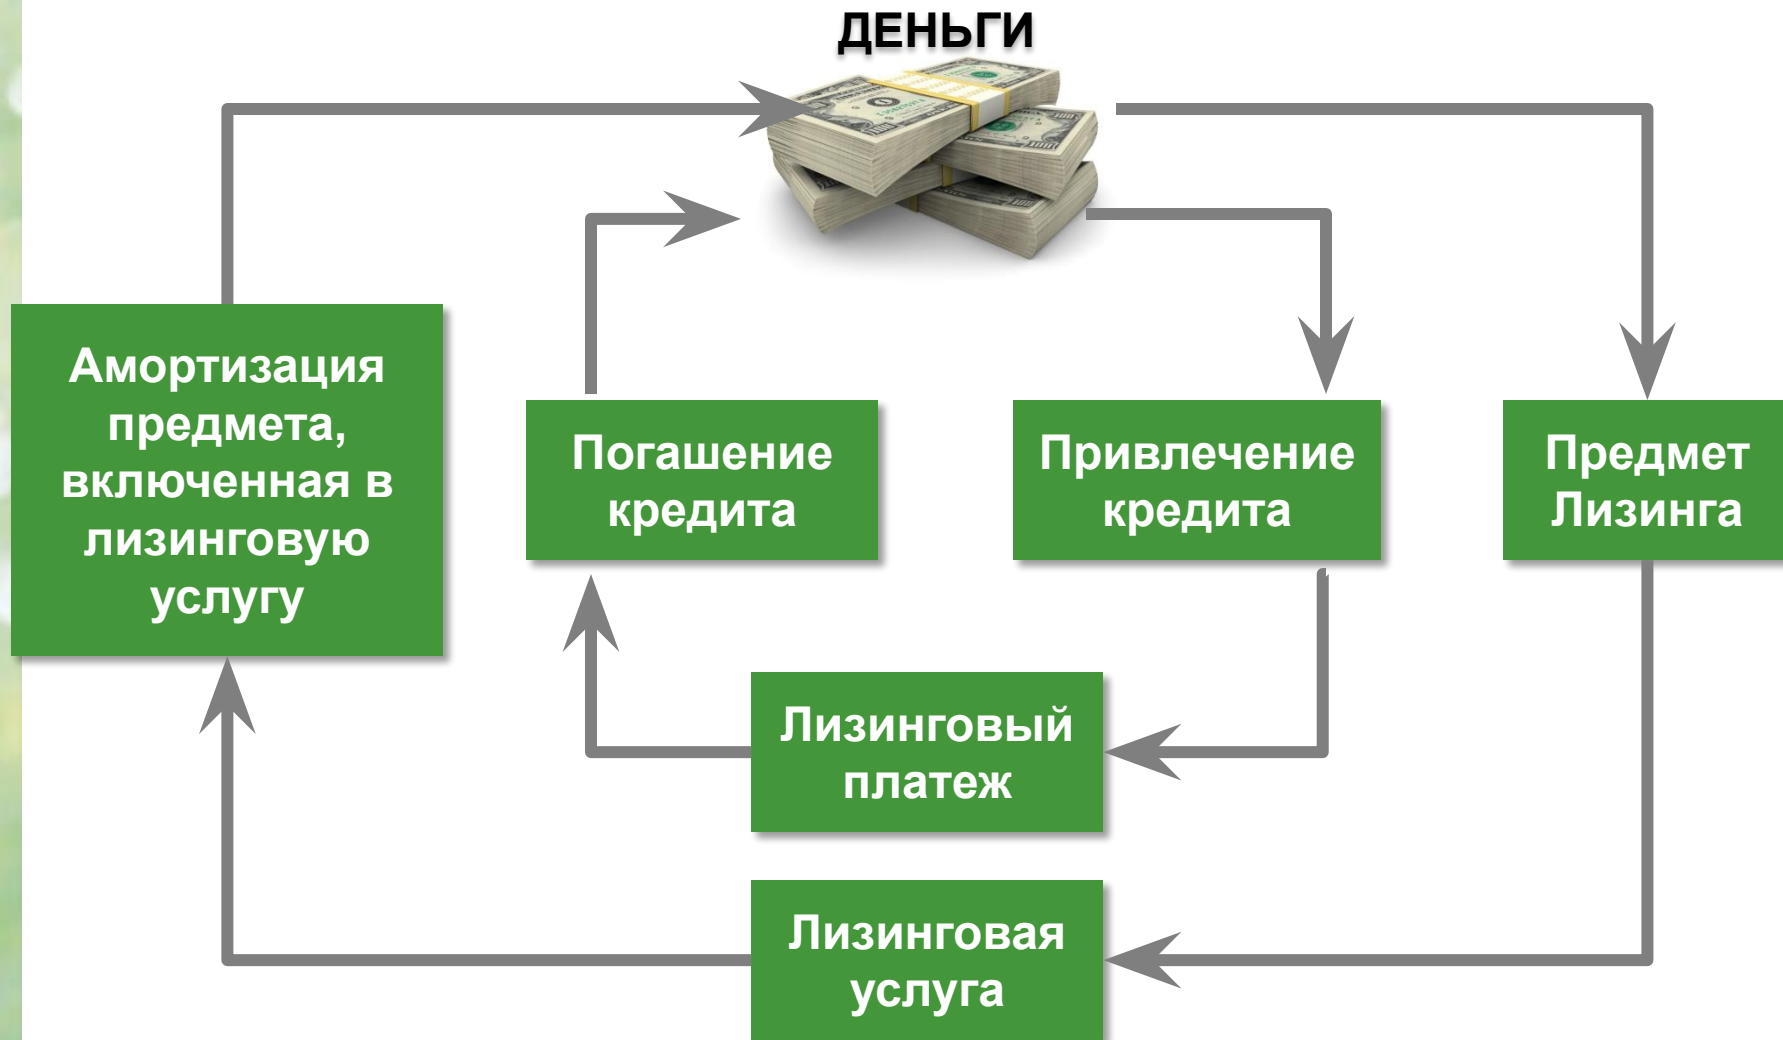 ДЕНЬГИ
Амортизация
предмета,
включенная в
лизинговую
услугу
Погашение
кредита
Привлечение
кредита
Предмет
Лизинга
Лизинговый
платеж
Лизинговая
услуга